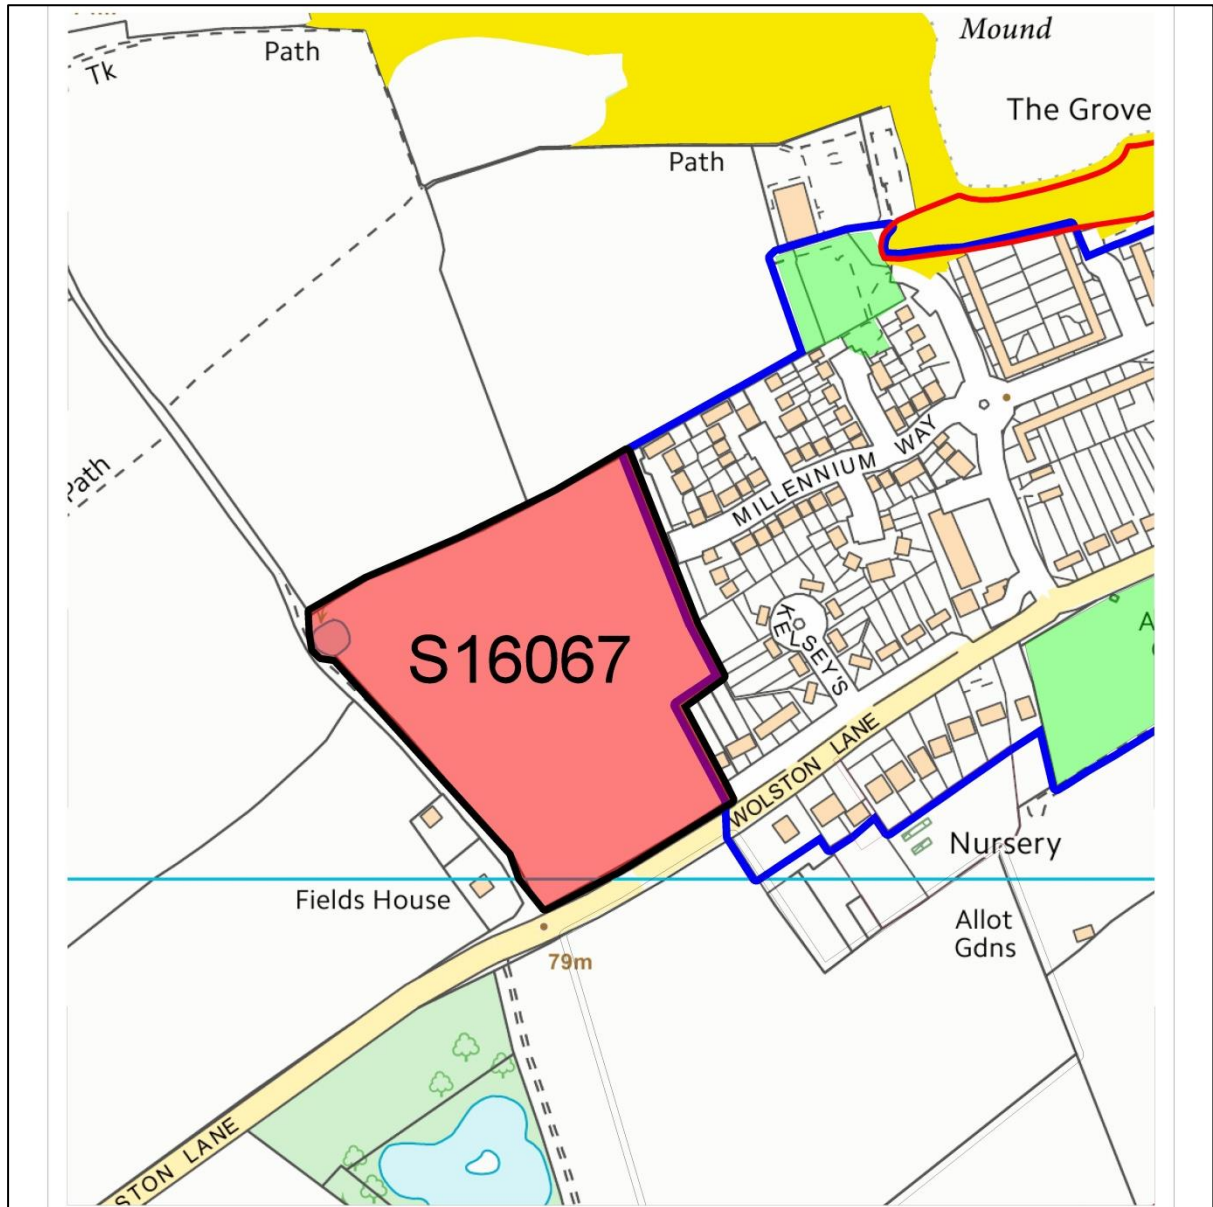 Mound
Path
Tk
The Grove
Path
Path
MILLENNIUM WAY
S16067
KELSEY'S
A
WOLSTON LANE
Nursery
Fields House
Allot
Gdns
79m
STON LANE